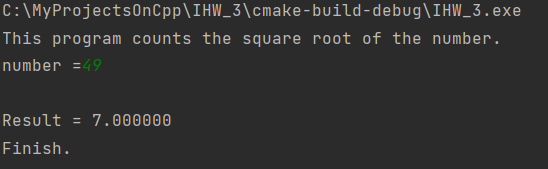 C:\MyProjectsOnCpp\IHW_3\cmake-build-debug\IHW_3.exe
This program counts the square root of the number.
number =49
Result = 7.000000
Finish.